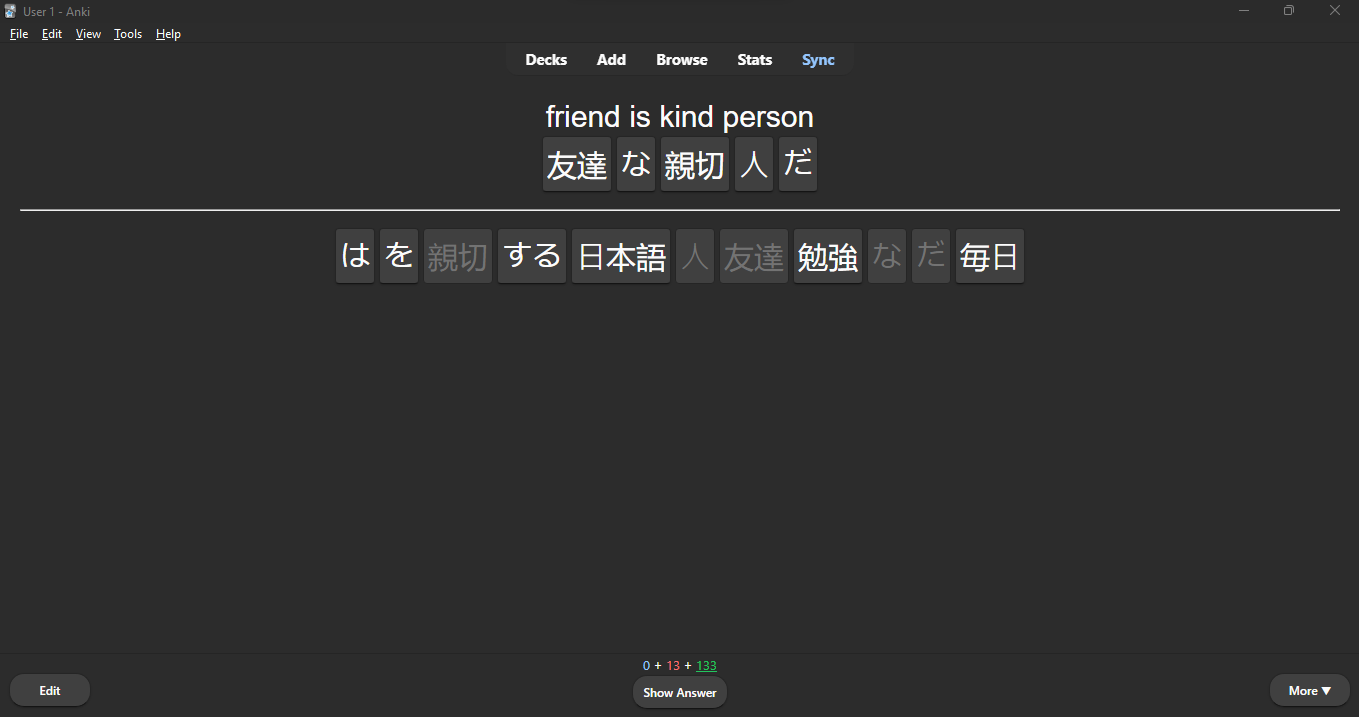 User 1 - Anki
File Edit View Tools Help
Decks Add Browse Stats Sync
friend is kind person
友達 な 親切 人 だ
は を 親切 する 日本語 人 友達 勉強 な だ 毎日
0 + 13 + 133
Edit Show Answer More ▼